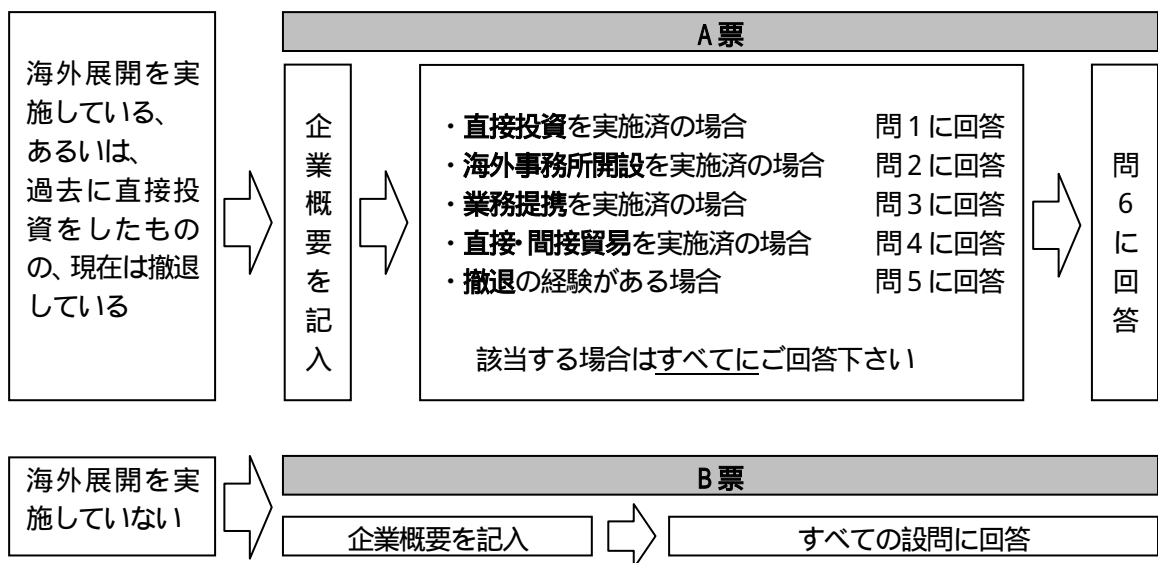 A票
海外展開を実
施している、
あるいは、
過去に直接投
資をしたもの
の、現在は撤退
している
企業概要を記入
・直接投資を実施済の場合 問1に回答
・海外事務所開設を実施済の場合 問2に回答
・業務提携を実施済の場合 問3に回答
・直接・間接貿易を実施済の場合 問4に回答
・撤退の経験がある場合 問5に回答
該当する場合はすべてにご回答下さい
問6に回答
海外展開を実
施していない
B票
企業概要を記入
すべての設問に回答